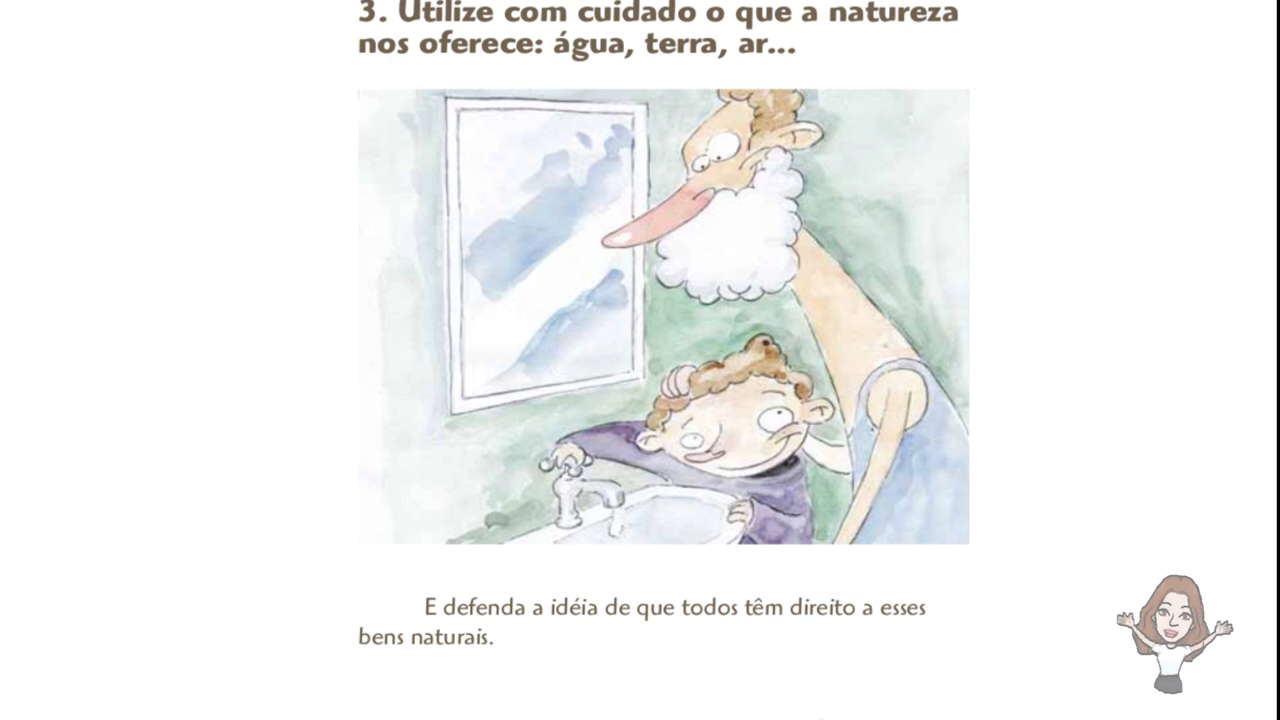 3. Utilize com cuidado o que a natureza
nos oferece: água, terra, ar...
E defenda a idéia de que todos têm direito a esses
bens naturais.